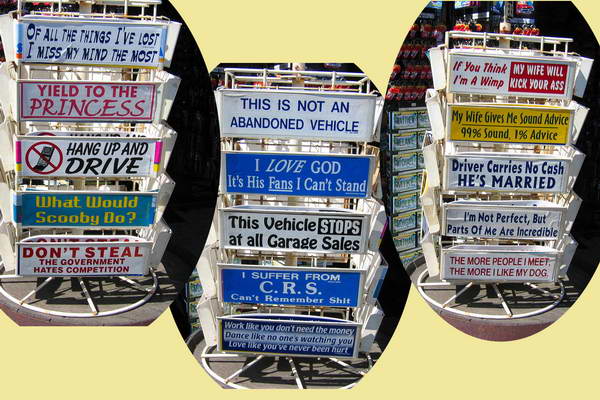 OF ALL THE THINGS I'VE LOST
I MISS MY MIND THE MOST
YIELD TO THE
PRINCESS
HANG UP AND
DRIVE
What Would
Scooby Do?
DON'T STEAL
THE GOVERNMENT
HATES COMPETITION
THIS IS NOT AN
ABANDONED VEHICLE
I LOVE GOD
It's His Fans I Can't Stand
This Vehicle STOPS
at all Garage Sales
I SUFFER FROM
C.R.S.
Can't Remember Shit
Work like you don't need the money
Dance like no one's watching you
Love like you've never been hurt
If You Think
I'm A Wimp
MY WIFE WILL
KICK YOUR ASS
My Wife Gives Me Sound Advice
99% Sound, 1% Advice
Driver Carries No Cash
HE'S MARRIED
I'm Not Perfect, But
Parts Of Me Are Incredible
THE MORE PEOPLE I MEET,
THE MORE I LIKE MY DOG.